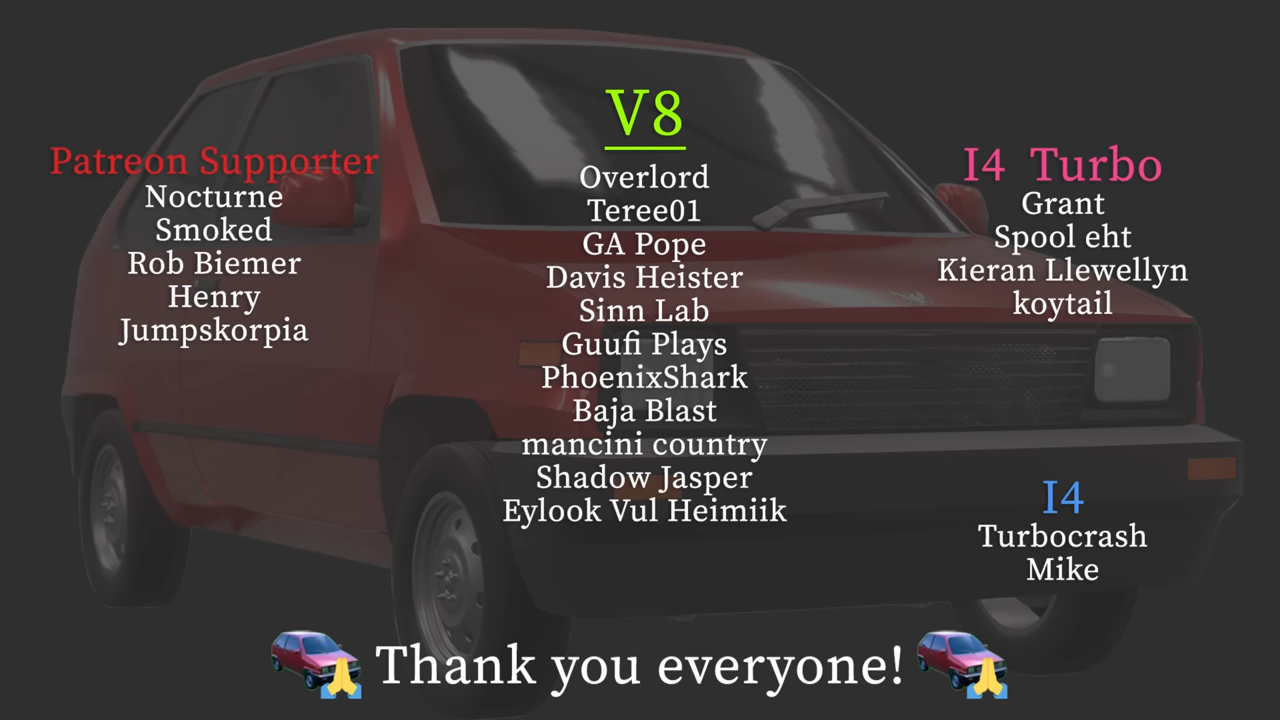 Patreon Supporter
Nocturne
Smoked
Rob Biemer
Henry
Jumpskorpia
V8
Overlord
Teree01
GA Pope
Davis Heister
Sinn Lab
Guufi Plays
PhoenixShark
Baja Blast
mancini country
Shadow Jasper
Eylook Vul Heimiik
I4 Turbo
Grant
Spool eht
Kieran Llewellyn
koytail
I4
Turbocrash
Mike
Thank you everyone!